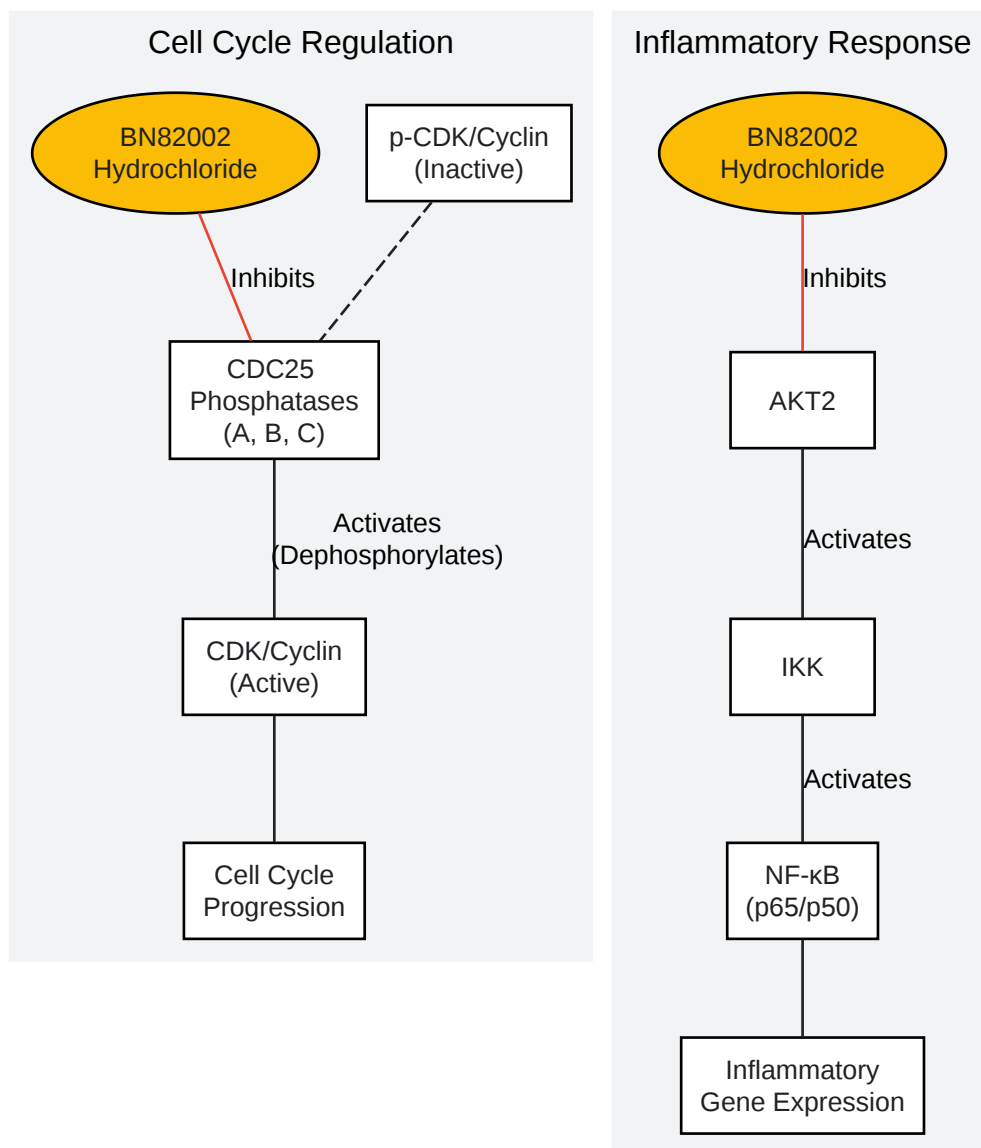 Cell Cycle Regulation
BN82002
Hydrochloride
p-CDK/Cyclin
(Inactive)
Inhibits
CDC25
Phosphatases
(A, B, C)
Activates
(Dephosphorylates)
CDK/Cyclin
(Active)
Cell Cycle
Progression
Inflammatory Response
BN82002
Hydrochloride
Inhibits
AKT2
Activates
IKK
Activates
NF-κB
(p65/p50)
Inflammatory
Gene Expression